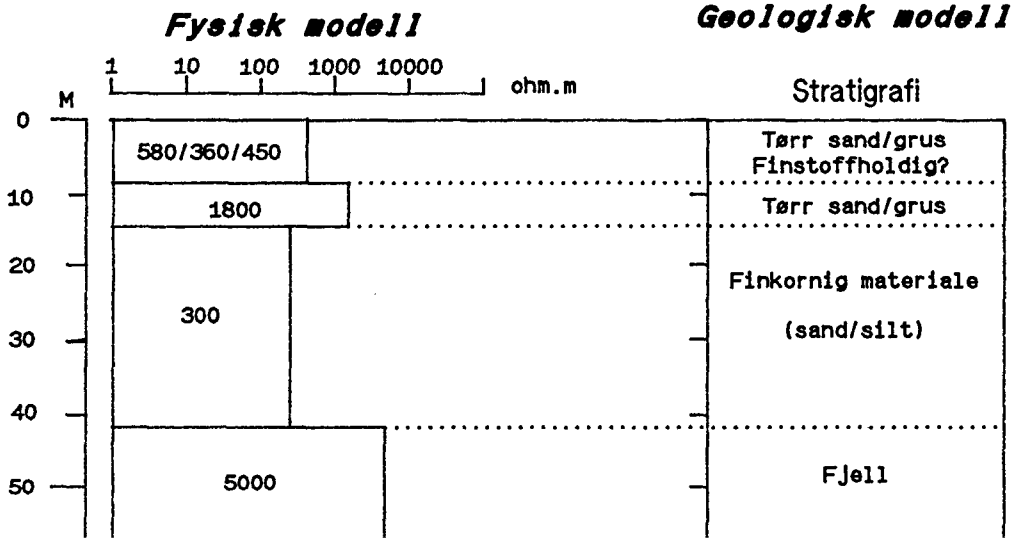 Fysisk modell
Geologisk modell
1 10 100 1000 10000
ohm.m
M
Stratigrafi
0
580/360/450
Tørr sand/grus
Finstoffholdig?
10
1800
Tørr sand/grus
20
Finkornig materiale
300
(sand/silt)
30
40
50
5000
Fjell